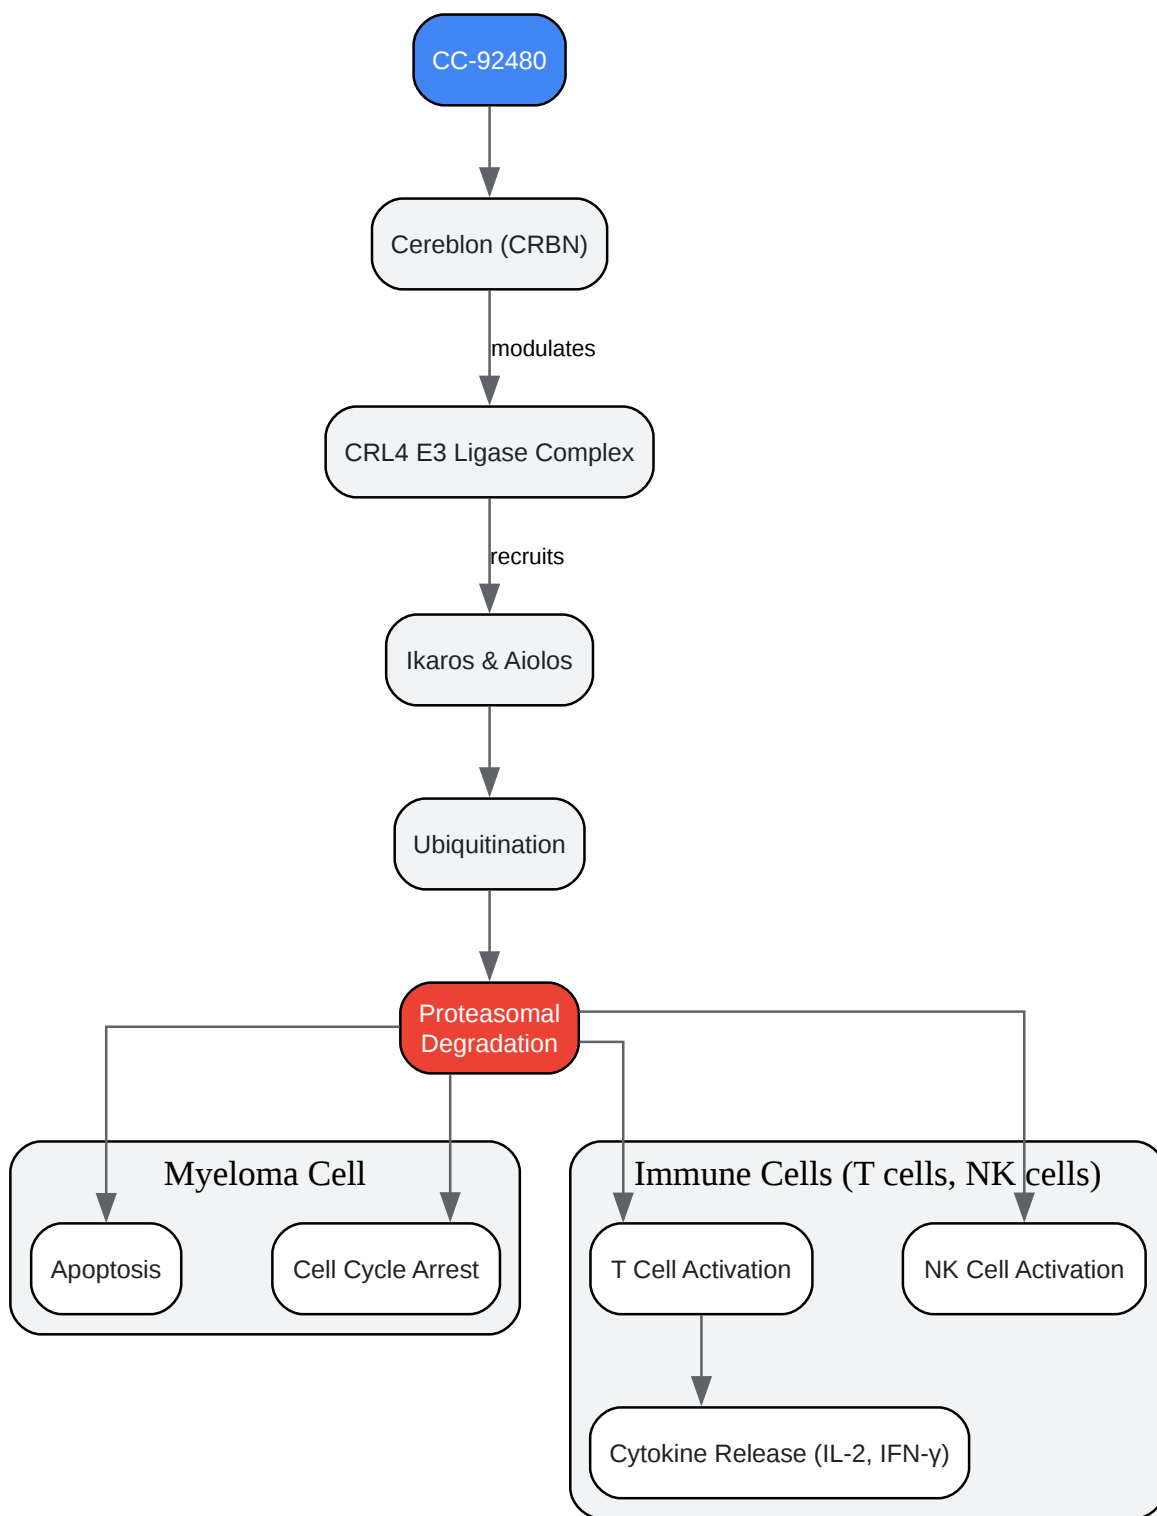 CC-92480
Cereblon (CRBN)
modulates
CRL4 E3 Ligase Complex
recruits
Ikaros & Aiolos
Ubiquitination
Proteasomal
Degradation
Myeloma Cell
Immune Cells (T cells, NK cells)
Apoptosis
Cell Cycle Arrest
T Cell Activation
NK Cell Activation
Cytokine Release (IL-2, IFN-γ)